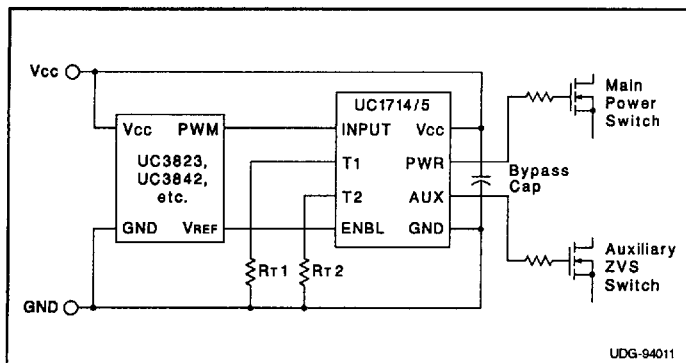 Vcc
UC1714/5
Main
Power
Switch
Vcc PWM
INPUT Vcc
UC3823,
UC3842,
etc.
T1 PWR
Bypass
Cap
T2 AUX
GND VREF
ENBL GND
RT1 RT2
Auxiliary
ZVS
Switch
GND
UDG-94011